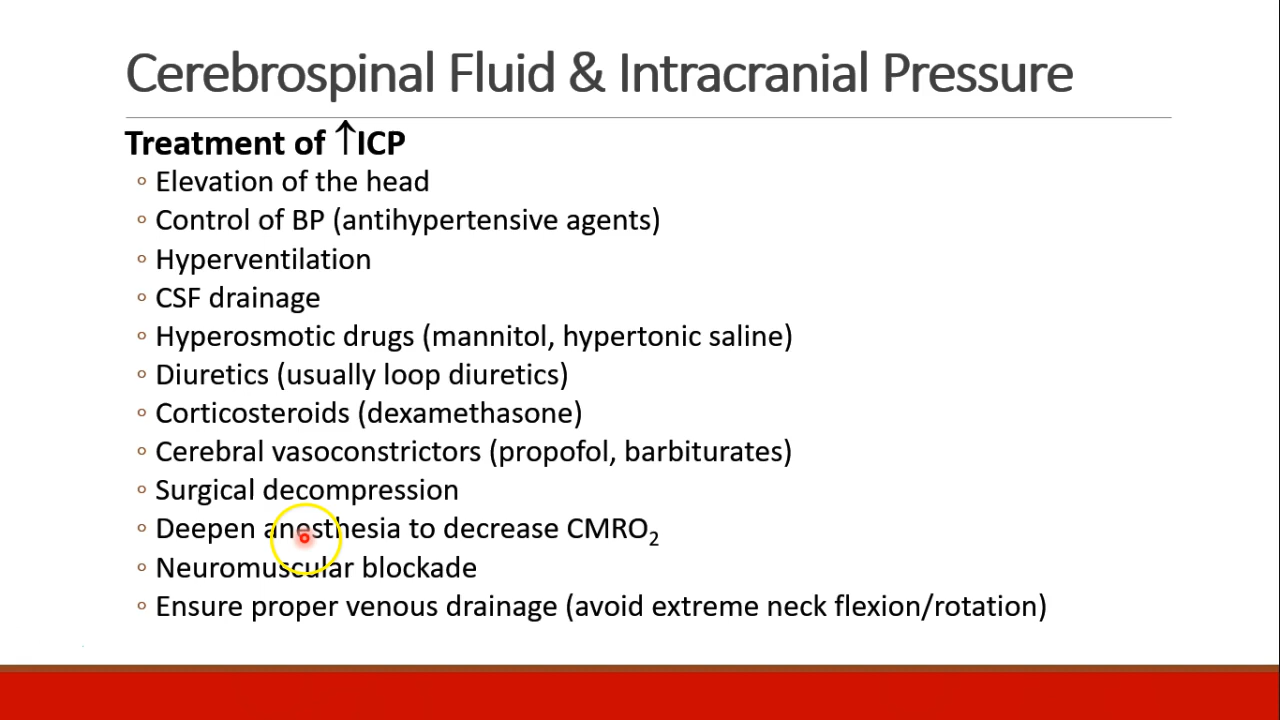 Cerebrospinal Fluid & Intracranial Pressure
Treatment of ↑ICP
◦ Elevation of the head
◦ Control of BP (antihypertensive agents)
◦ Hyperventilation
◦ CSF drainage
◦ Hyperosmotic drugs (mannitol, hypertonic saline)
◦ Diuretics (usually loop diuretics)
◦ Corticosteroids (dexamethasone)
◦ Cerebral vasoconstrictors (propofol, barbiturates)
◦ Surgical decompression
◦ Deepen anesthesia to decrease CMRO₂
◦ Neuromuscular blockade
◦ Ensure proper venous drainage (avoid extreme neck flexion/rotation)